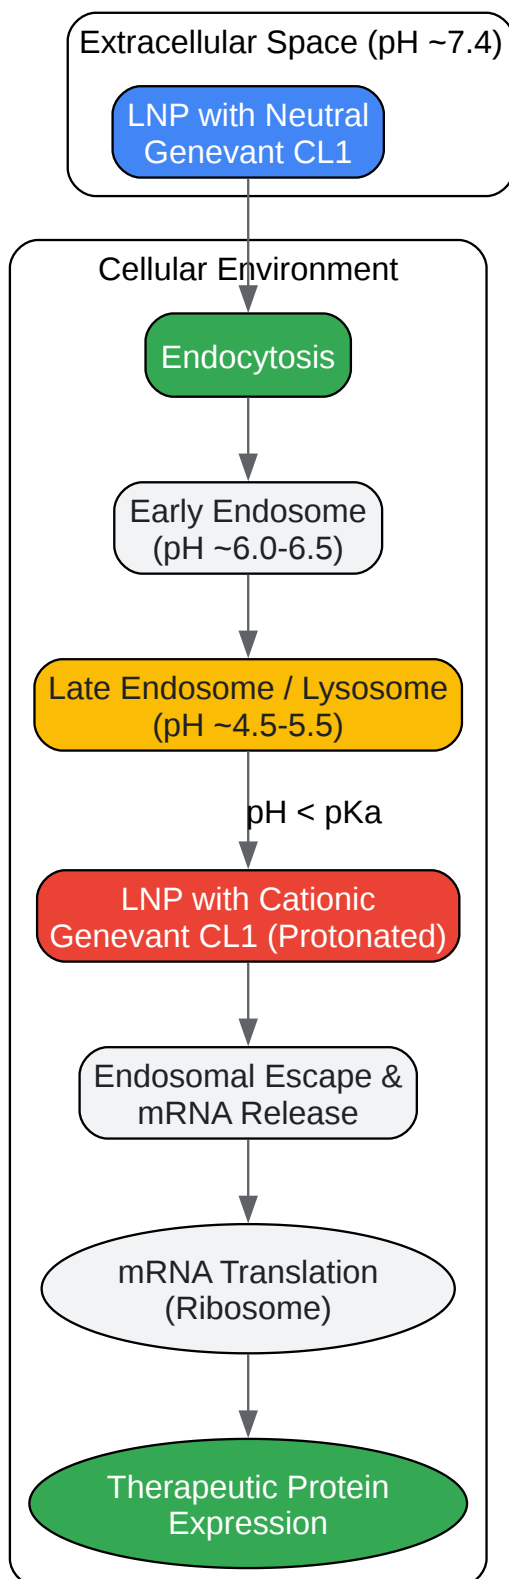 Extracellular Space (pH ~7.4)
LNP with Neutral
Genevant CL1
Cellular Environment
Endocytosis
Early Endosome
(pH ~6.0-6.5)
Late Endosome / Lysosome
(pH ~4.5-5.5)
pH < pKa
LNP with Cationic
Genevant CL1 (Protonated)
Endosomal Escape &
mRNA Release
mRNA Translation
(Ribosome)
Therapeutic Protein
Expression